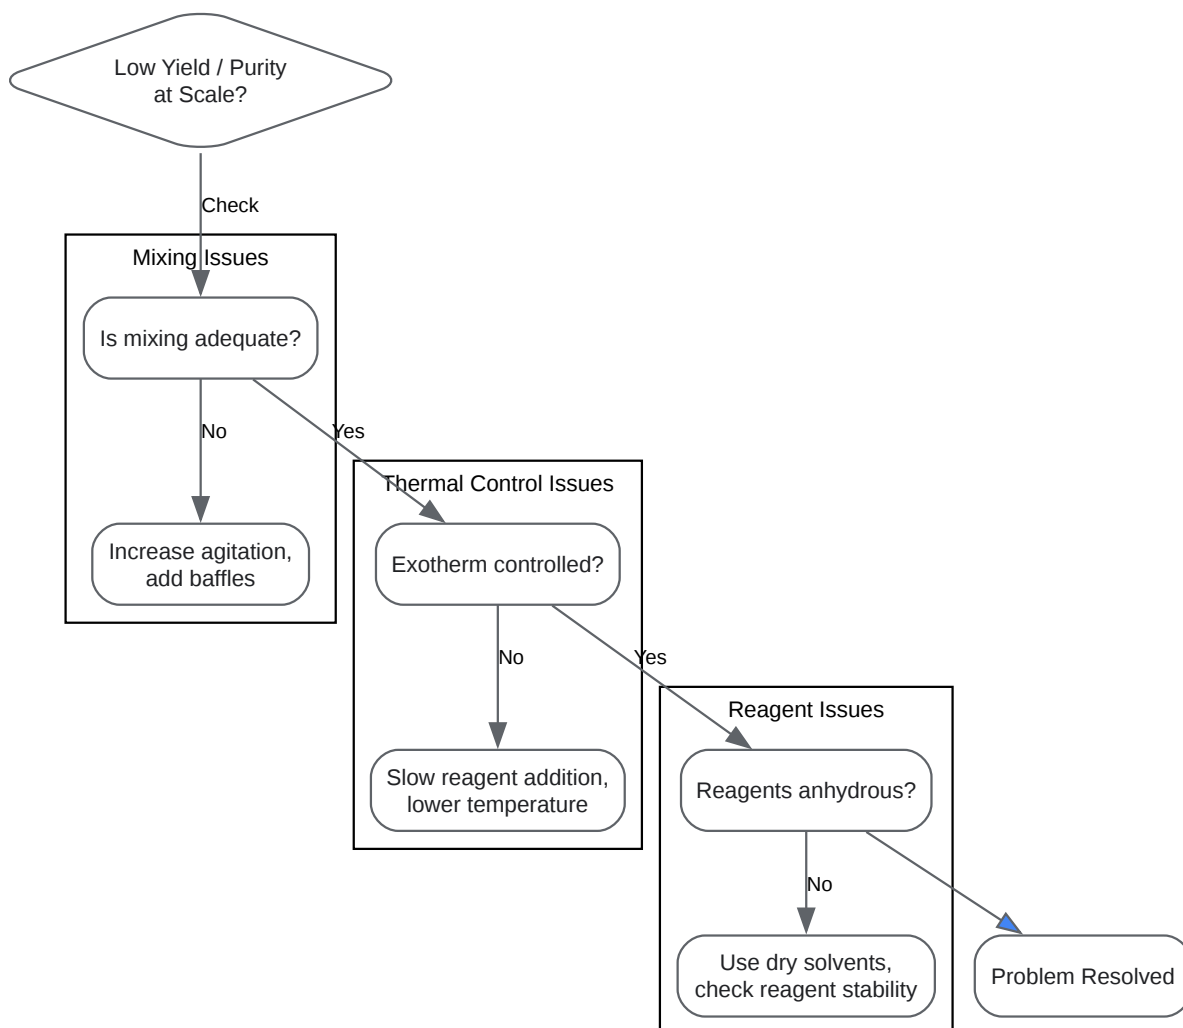 Low Yield / Purity
at Scale?
Check
Mixing Issues
Is mixing adequate?
No
Yes
Increase agitation,
add baffles
Thermal Control Issues
Exotherm controlled?
No
Yes
Slow reagent addition,
lower temperature
Reagent Issues
Reagents anhydrous?
No
Use dry solvents,
check reagent stability
Problem Resolved